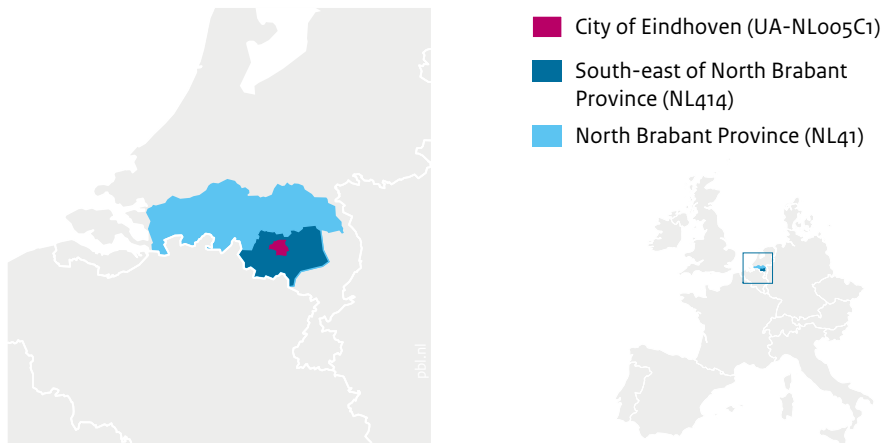 City of Eindhoven (UA-NL005C1)
South-east of North Brabant
Province (NL414)
North Brabant Province (NL41)
pbl.nl